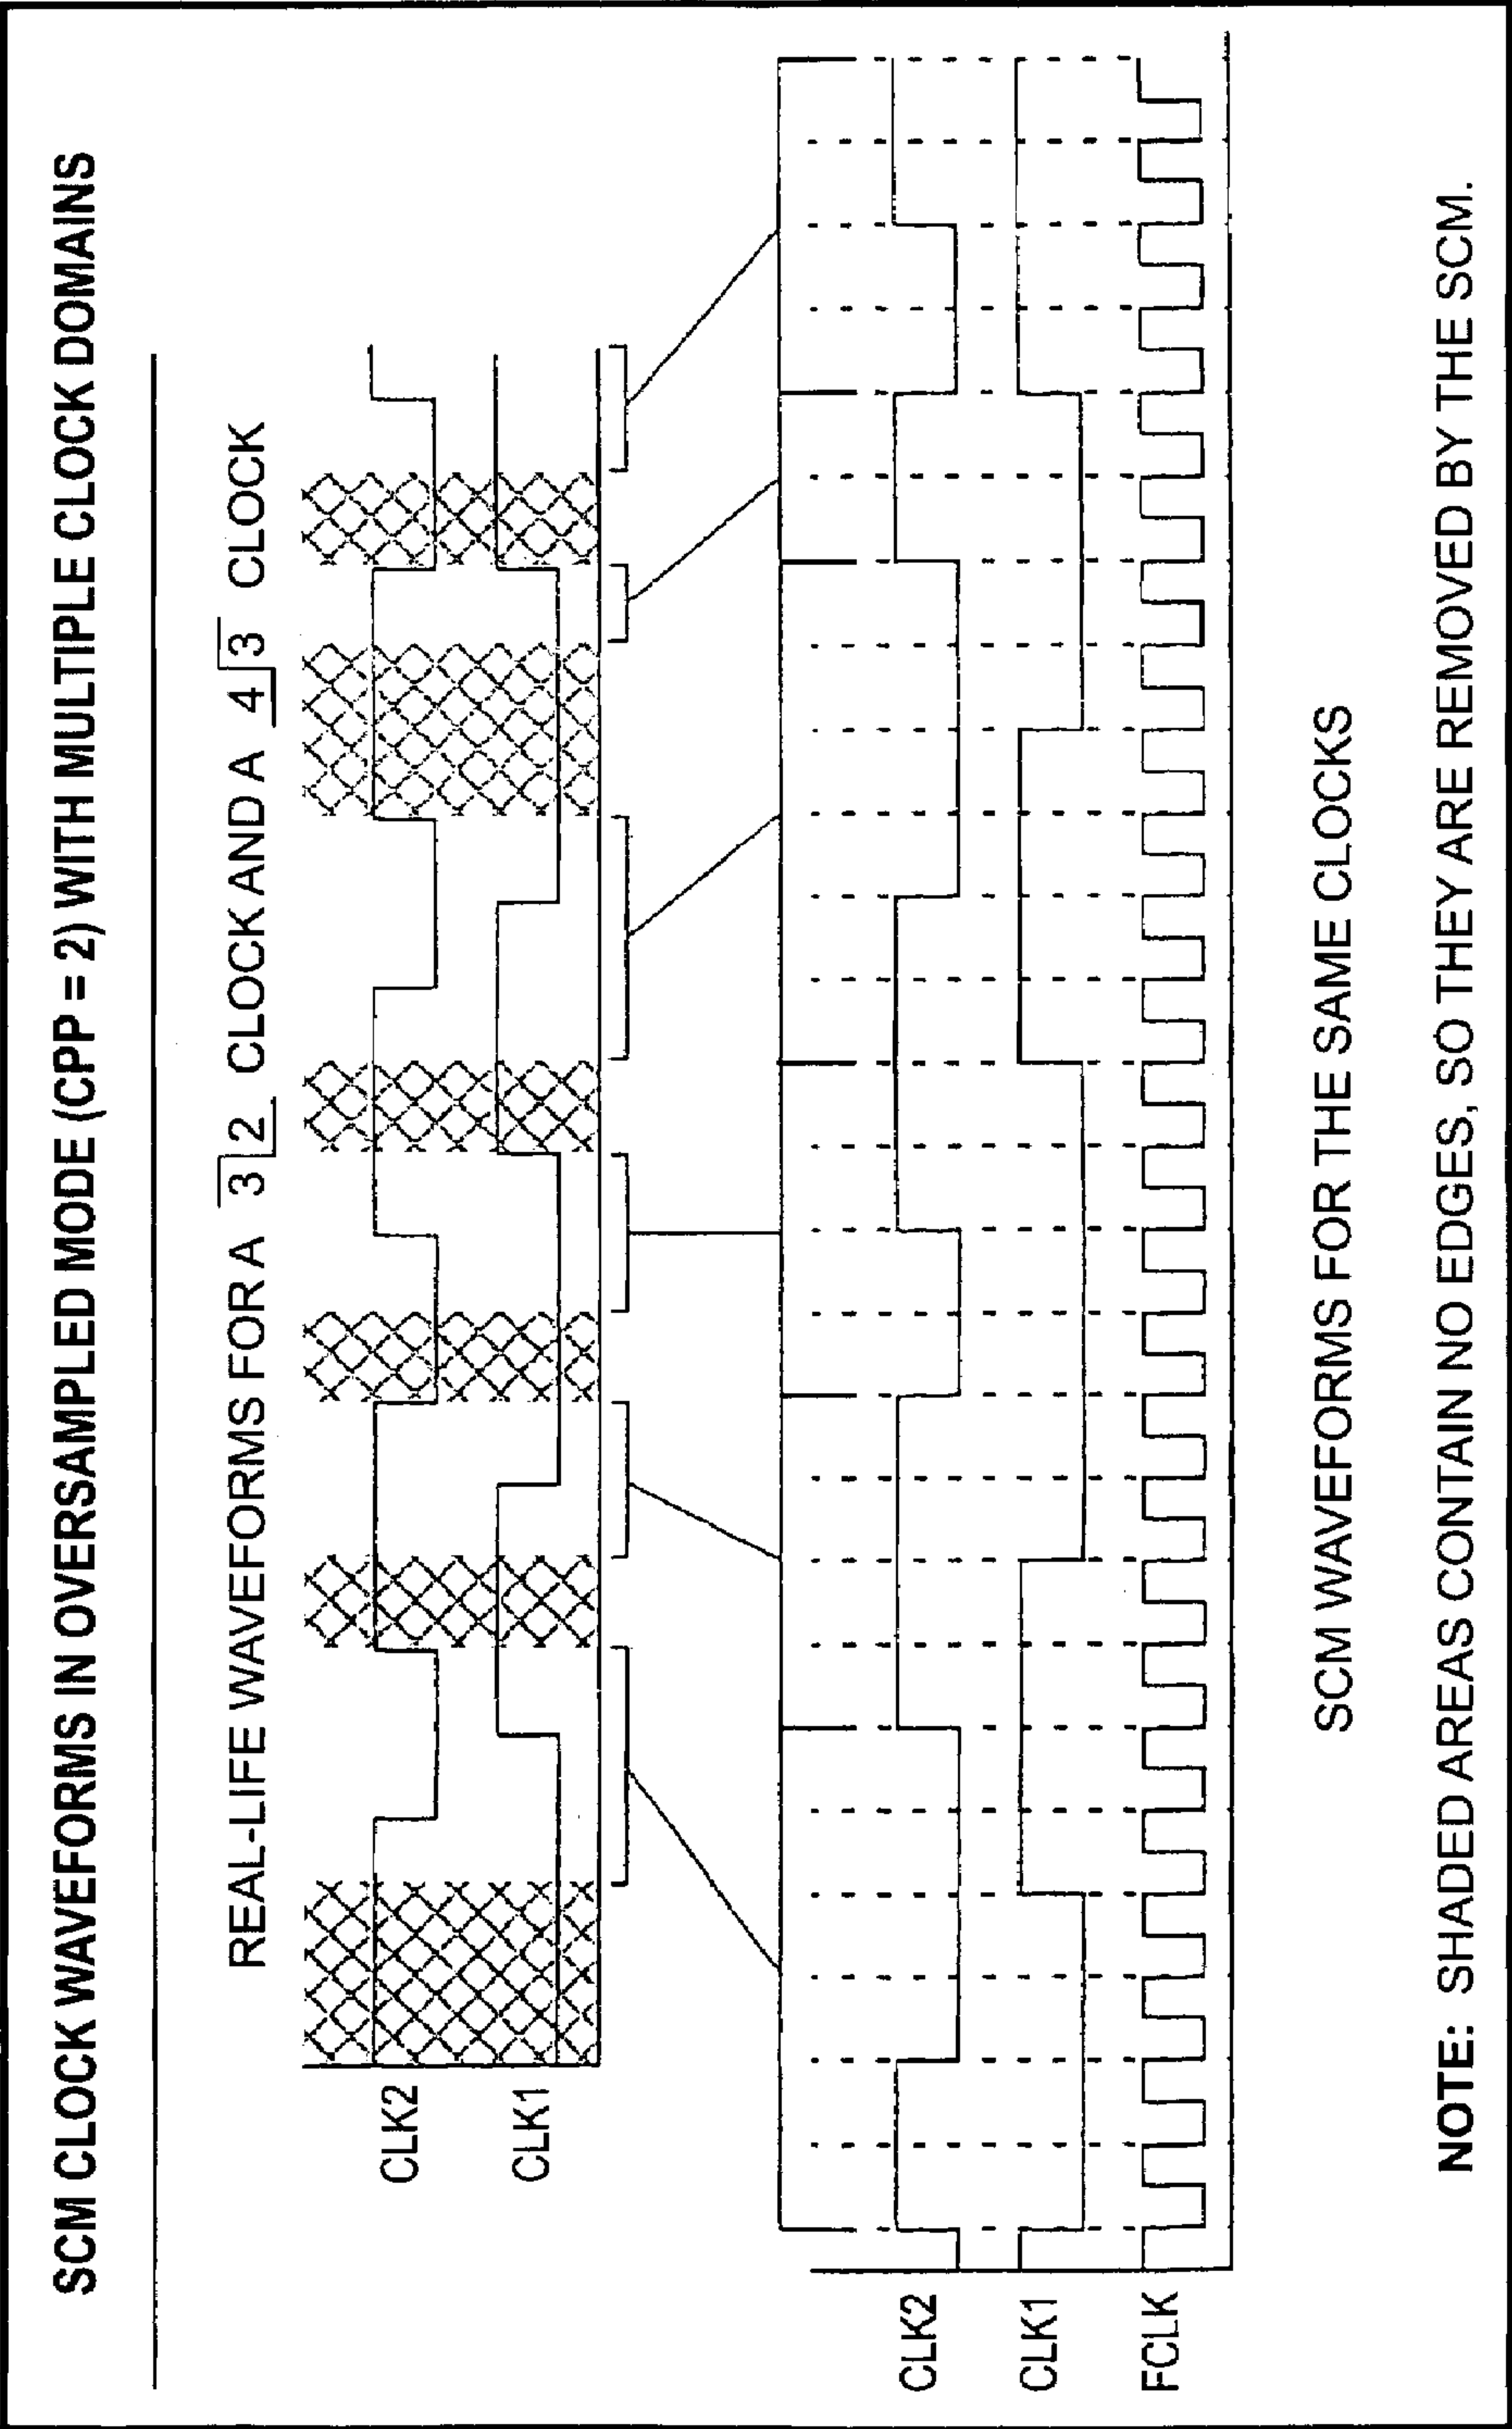 SCM CLOCK WAVEFORMS IN OVERSAMPLED MODE (CPP = 2) WITH MULTIPLE CLOCK DOMAINS
REAL-LIFE WAVEFORMS FOR A 3 2 CLOCK AND A 4 3 CLOCK
CLK2
CLK1
CLK2
CLK1
FCLK
SCM WAVEFORMS FOR THE SAME CLOCKS
NOTE: SHADED AREAS CONTAIN NO EDGES, SO THEY ARE REMOVED BY THE SCM.